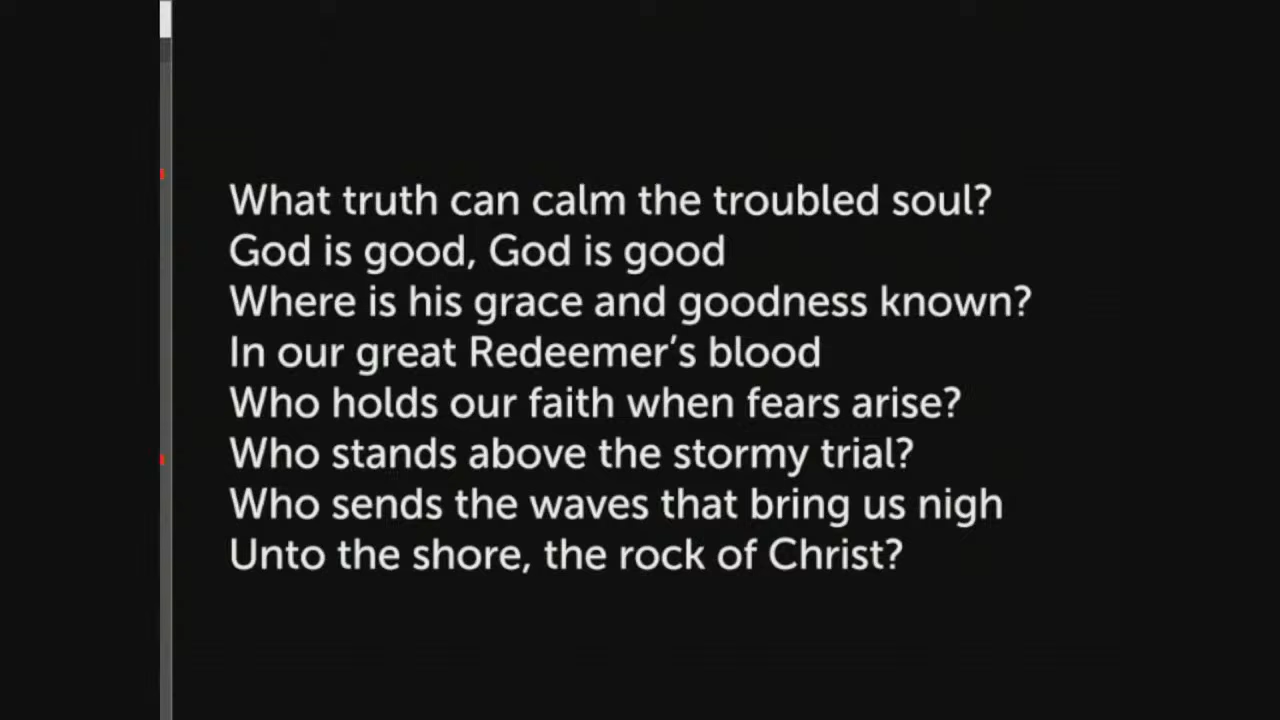 What truth can calm the troubled soul?
God is good, God is good
Where is his grace and goodness known?
In our great Redeemer’s blood
Who holds our faith when fears arise?
Who stands above the stormy trial?
Who sends the waves that bring us nigh
Unto the shore, the rock of Christ?